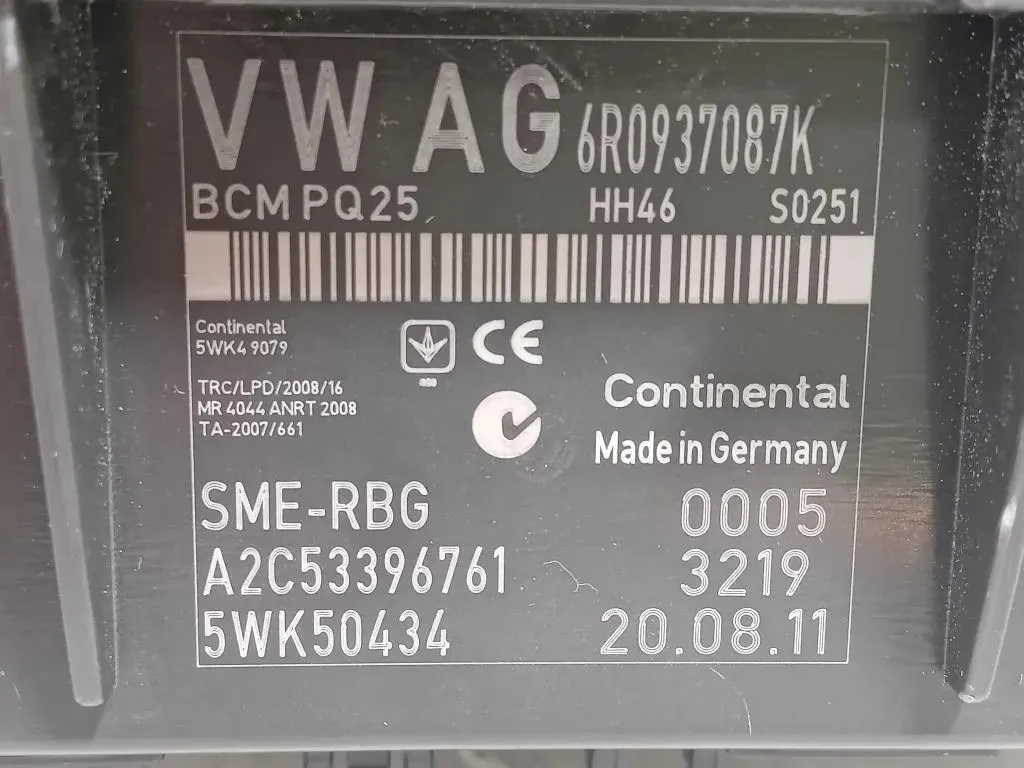 VW AG 6R0937087K
BCM PQ25 HH46 S0251
Continental
5WK4 9079
CE
TRC/LPD/2008/16
MR 4044 ANRT 2008
TA-2007/661
Continental
Made in Germany
SME-RBG 0005
A2C53396761 3219
5WK50434 20.08.11